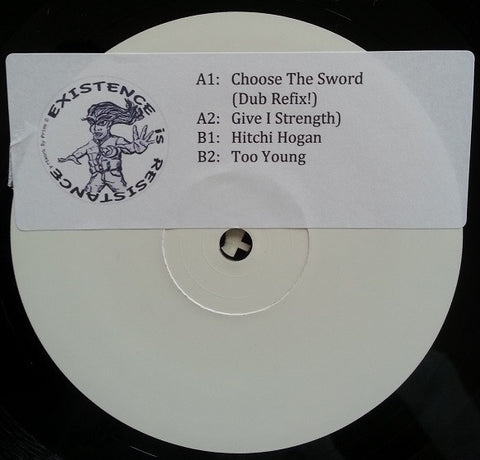 EXISTENCE is RESISTANCE
A1: Choose The Sword
(Dub Refix!)
A2: Give I Strength)
B1: Hitchi Hogan
B2: Too Young